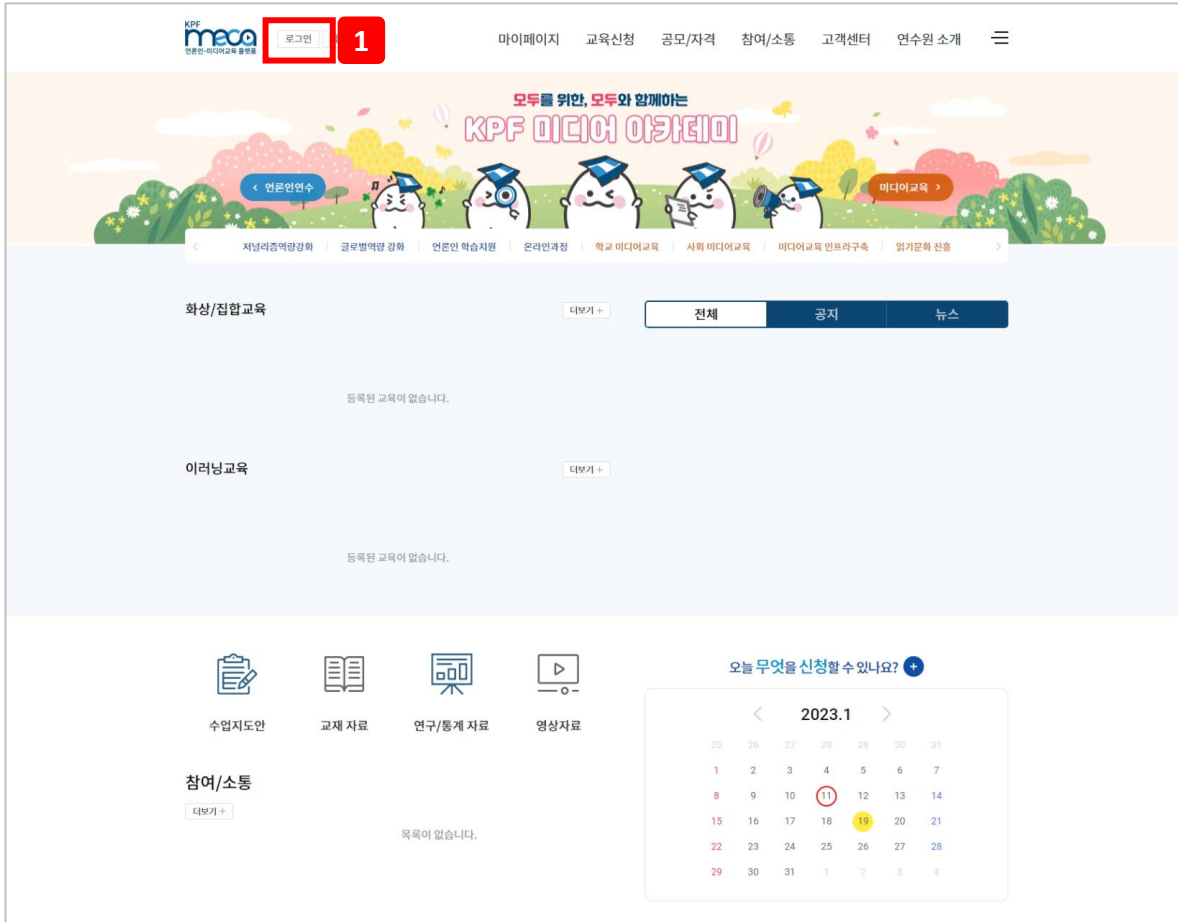 KPF
meca
언론인·미디어교육 플랫폼
로그인
1
마이페이지 교육신청 공모/자격 참여/소통 고객센터 연수원 소개
모두를 위한, 모두와 함께하는
KPF 미디어 아카데미
< 언론인연수
미디어교육 >
< 저널리즘역량강화 글로벌역량 강화 언론인 학습지원 온라인과정 학교 미디어교육 사회 미디어교육 미디어교육 인프라구축 읽기문화 진흥 >
화상/집합교육
더보기 +
전체 공지 뉴스
등록된 교육이 없습니다.
이러닝교육
더보기 +
등록된 교육이 없습니다.
수업지도안 교재 자료 연구/통계 자료 영상자료
참여/소통
더보기 +
목록이 없습니다.
오늘 무엇을 신청할 수 있나요? +
< 2023.1 >
25 26 27 28 29 30 31
1 2 3 4 5 6 7
8 9 10 11 12 13 14
15 16 17 18 19 20 21
22 23 24 25 26 27 28
29 30 31 1 2 3 4